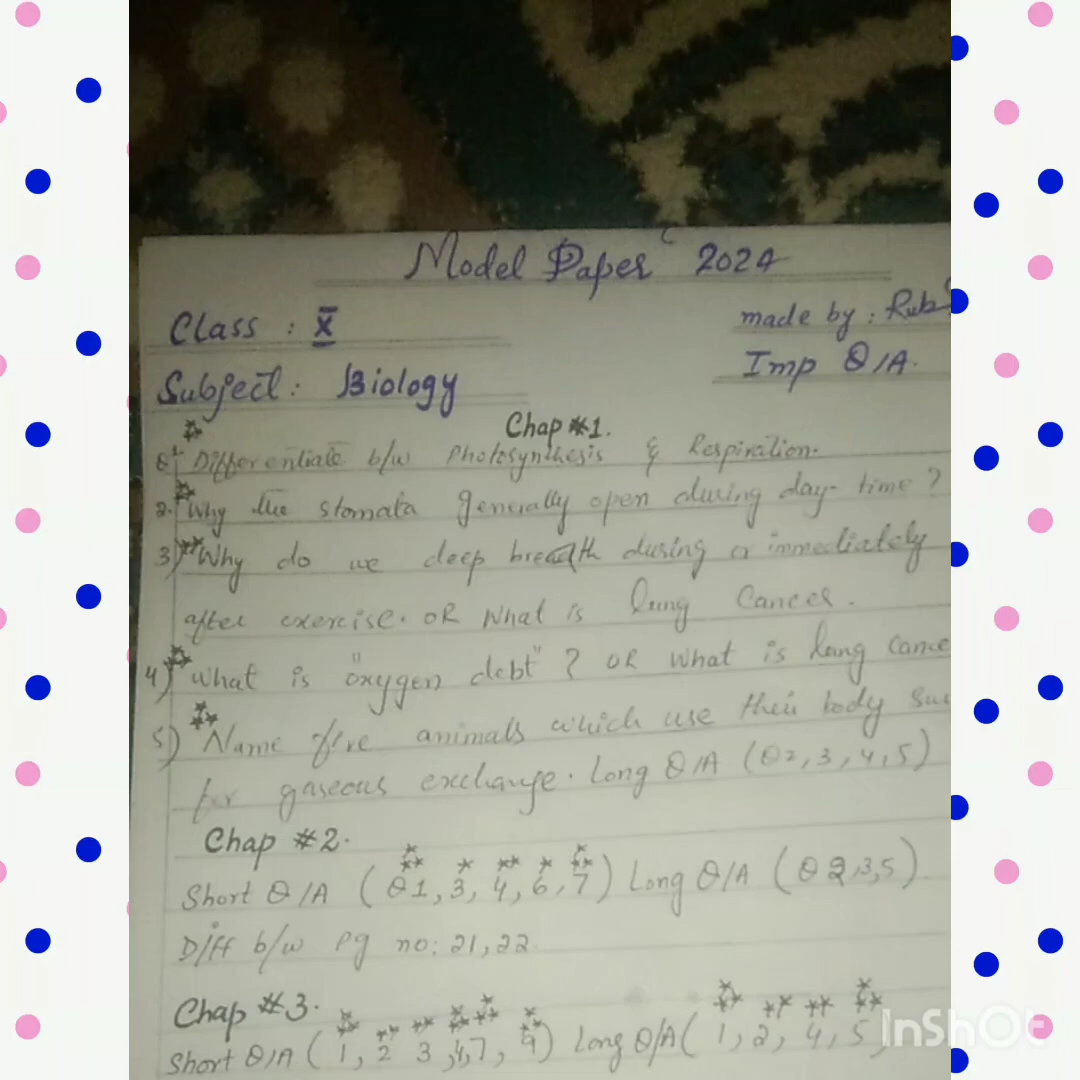 Model Paper 2024
Class : X
made by : Rub
Subject : Biology
Imp Q/A.
Chap #1.
Q1. Differentiate b/w Photosynthesis & Respiration.
2. Why the stomata generally open during day-time?
3) Why do we deep breadth during or immediately
after exercise. OR What is lung Cancer.
4) What is "oxygen debt"? OR What is lung Cance
5) Name five animals which use their body Su
for gaseous exchange. Long Q/A (Q2,3,4,5)
Chap #2.
Short Q/A (Q1,3,4,6,7) Long Q/A (Q2,3,5).
Diff b/w Pg no: 21,22
Chap #3.
Short Q/A (1,2 3,4,7,9) Long Q/A (1,2,4,5,
InShOt